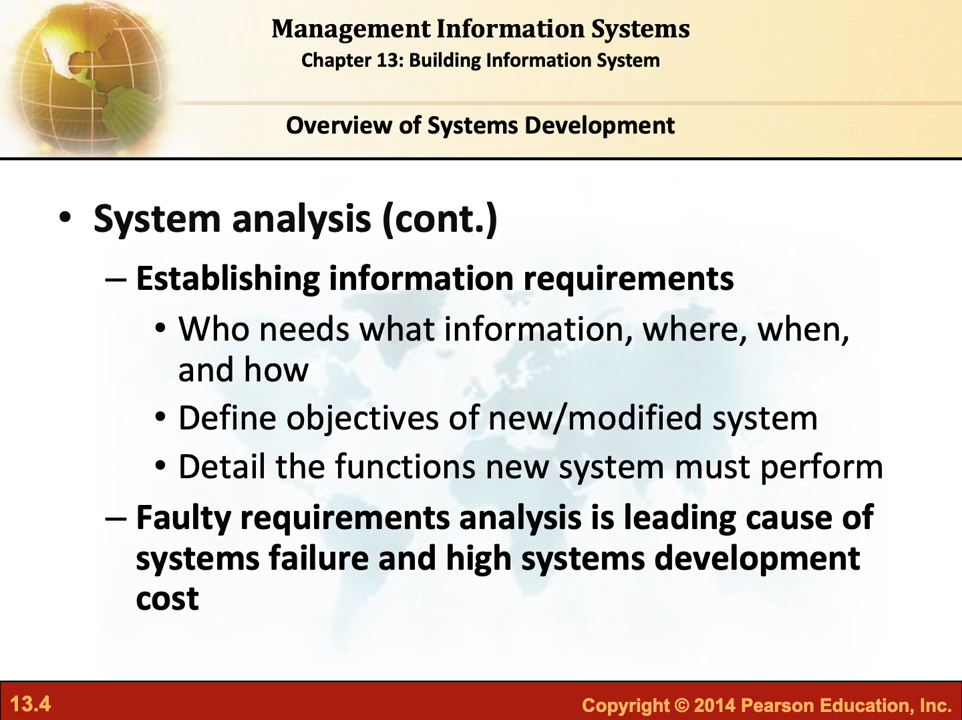 Management Information Systems
Chapter 13: Building Information System
Overview of Systems Development
• System analysis (cont.)
– Establishing information requirements
• Who needs what information, where, when,
and how
• Define objectives of new/modified system
• Detail the functions new system must perform
– Faulty requirements analysis is leading cause of
systems failure and high systems development
cost
13.4
Copyright © 2014 Pearson Education, Inc.